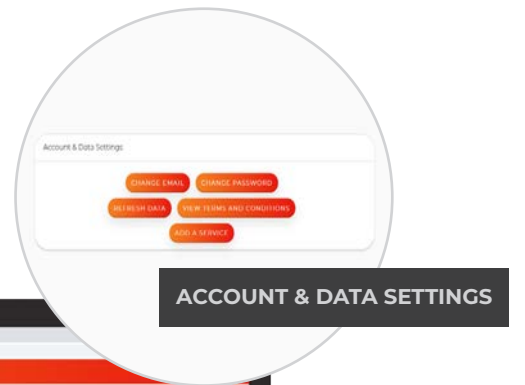 Account & Data Settings
CHANGE EMAIL CHANGE PASSWORD
REFRESH DATA VIEW TERMS AND CONDITIONS
ADD A SERVICE
ACCOUNT & DATA SETTINGS